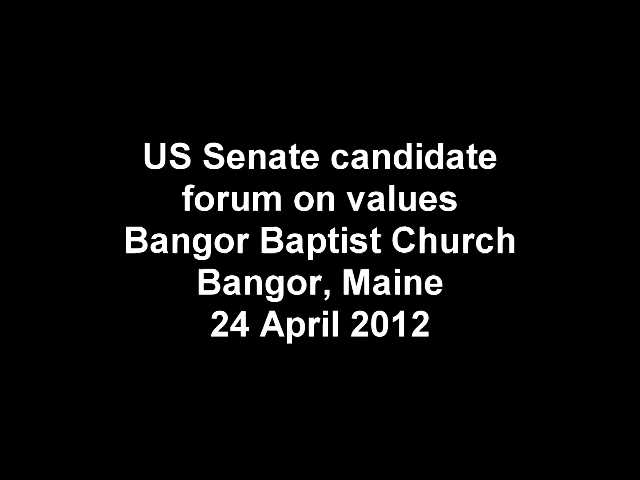 US Senate candidate
forum on values
Bangor Baptist Church
Bangor, Maine
24 April 2012